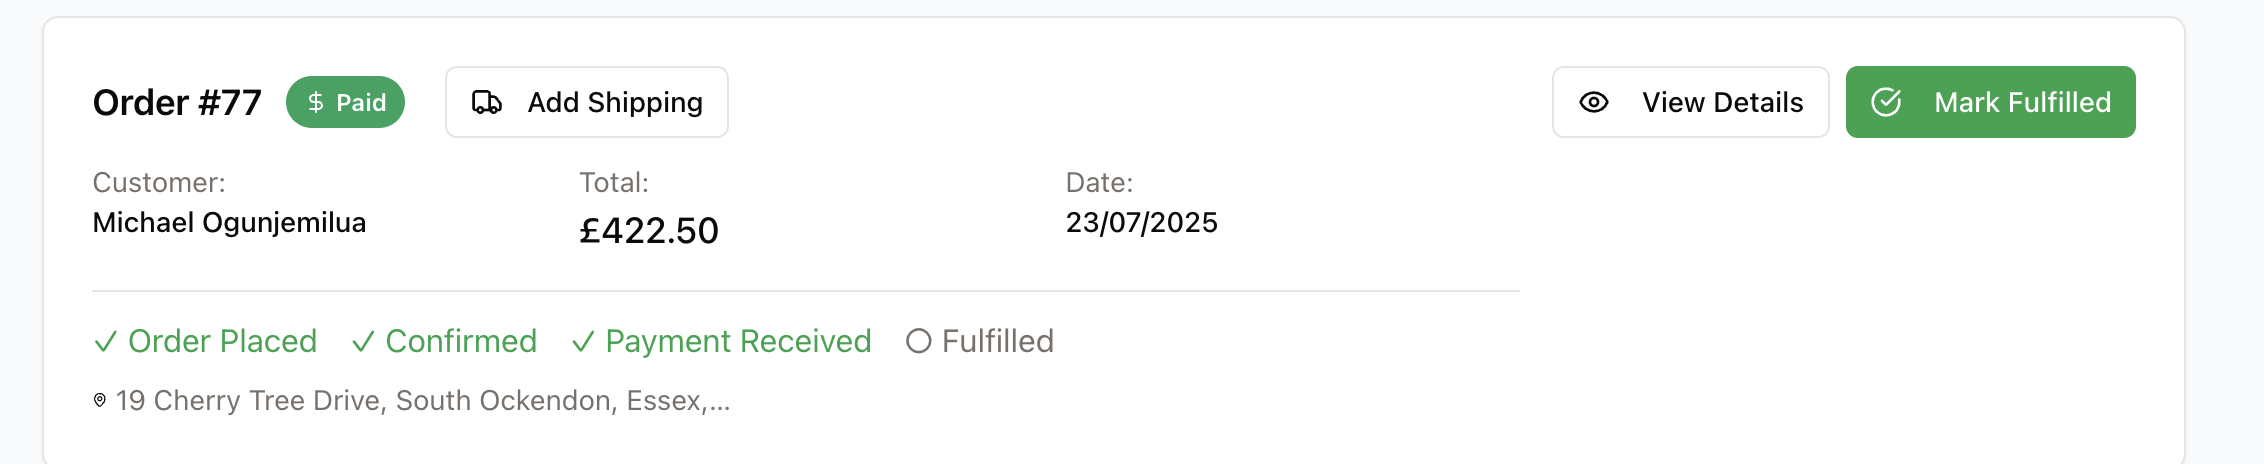 Order #77 $ Paid Add Shipping View Details Mark Fulfilled
Customer: Total: Date:
Michael Ogunjemilua £422.50 23/07/2025
Order Placed Confirmed Payment Received Fulfilled
19 Cherry Tree Drive, South Ockendon, Essex,...